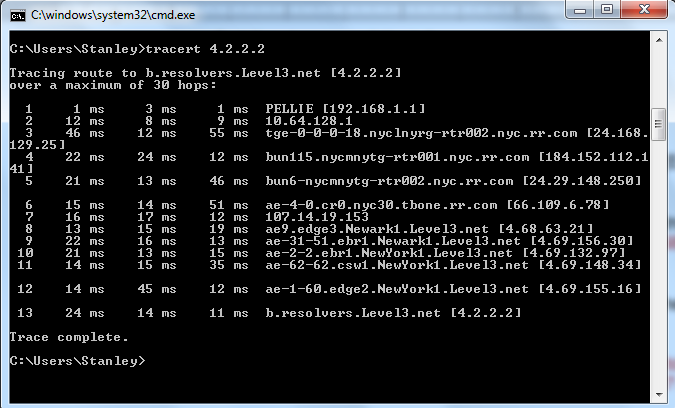 C:\windows\system32\cmd.exe
C:\Users\Stanley>tracert 4.2.2.2
Tracing route to b.resolvers.Level3.net [4.2.2.2]
over a maximum of 30 hops:
1 1 ms 3 ms 1 ms PELLIE [192.168.1.1]
2 12 ms 8 ms 9 ms 10.64.128.1
3 46 ms 12 ms 55 ms tge-0-0-0-18.nyclnyrg-rtr002.nyc.rr.com [24.168.
129.25]
4 22 ms 24 ms 12 ms bun115.nycmnytg-rtr001.nyc.rr.com [184.152.112.1
41]
5 21 ms 13 ms 46 ms bun6-nycmnytg-rtr002.nyc.rr.com [24.29.148.250]
6 15 ms 14 ms 51 ms ae-4-0.cr0.nyc30.tbone.rr.com [66.109.6.78]
7 16 ms 17 ms 12 ms 107.14.19.153
8 13 ms 15 ms 19 ms ae9.edge3.Newark1.Level3.net [4.68.63.21]
9 22 ms 16 ms 13 ms ae-31-51.ebr1.Newark1.Level3.net [4.69.156.30]
10 21 ms 13 ms 15 ms ae-2-2.ebr1.NewYork1.Level3.net [4.69.132.97]
11 14 ms 15 ms 35 ms ae-62-62.csw1.NewYork1.Level3.net [4.69.148.34]
12 14 ms 45 ms 12 ms ae-1-60.edge2.NewYork1.Level3.net [4.69.155.16]
13 24 ms 14 ms 11 ms b.resolvers.Level3.net [4.2.2.2]
Trace complete.
C:\Users\Stanley>